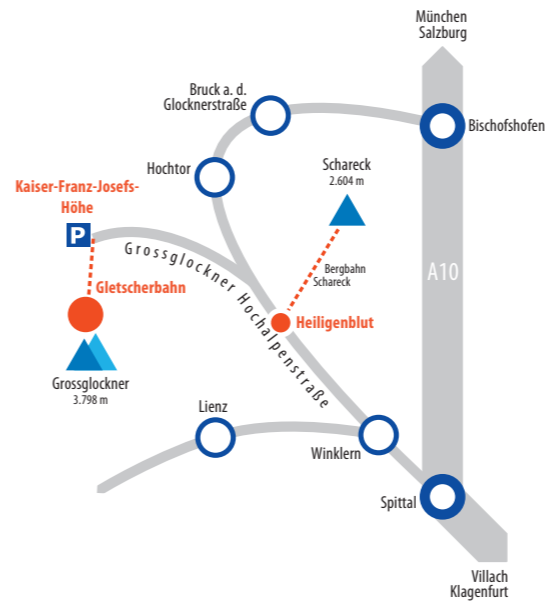 München
Salzburg
Bruck a. d.
Glocknerstraße
Bischofshofen
Hochtor
Schareck
2.604 m
Kaiser-Franz-Josefs-
Höhe
P
Grossglockner Hochalpenstraße
Bergbahn
Schareck
A10
Gletscherbahn
Heiligenblut
Grossglockner
3.798 m
Lienz
Winklern
Spittal
Villach
Klagenfurt